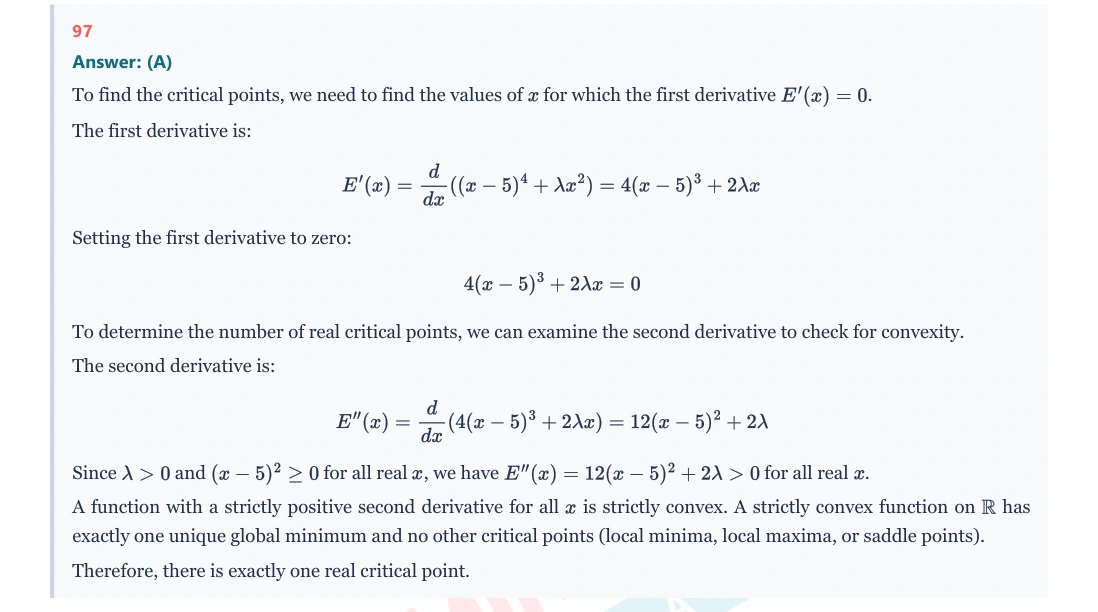 97
Answer: (A)
To find the critical points, we need to find the values of x for which the first derivative E′(x) = 0.
The first derivative is:
E′(x) = d/dx((x − 5)⁴ + λx²) = 4(x − 5)³ + 2λx
Setting the first derivative to zero:
4(x − 5)³ + 2λx = 0
To determine the number of real critical points, we can examine the second derivative to check for convexity.
The second derivative is:
E″(x) = d/dx(4(x − 5)³ + 2λx) = 12(x − 5)² + 2λ
Since λ > 0 and (x − 5)² ≥ 0 for all real x, we have E″(x) = 12(x − 5)² + 2λ > 0 for all real x.
A function with a strictly positive second derivative for all x is strictly convex. A strictly convex function on ℝ has
exactly one unique global minimum and no other critical points (local minima, local maxima, or saddle points).
Therefore, there is exactly one real critical point.